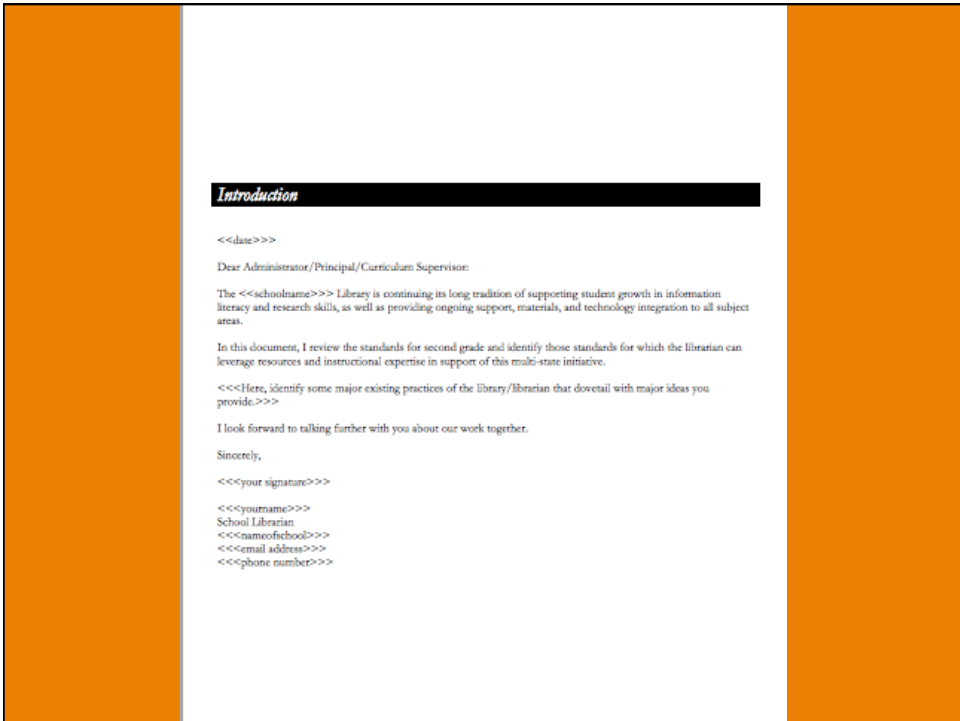 Introduction
<<date>>>
Dear Administrator/Principal/Curriculum Supervisor:
The <<schoolname>>> Library is continuing its long tradition of supporting student growth in information
literacy and research skills, as well as providing ongoing support, materials, and technology integration to all subject
areas.
In this document, I review the standards for second grade and identify those standards for which the librarian can
leverage resources and instructional expertise in support of this multi-state initiative.
<<<Here, identify some major existing practices of the library/librarian that dovetail with major ideas you
provide.>>>
I look forward to talking further with you about our work together.
Sincerely,
<<<your signature>>>
<<<yourname>>>
School Librarian
<<<nameofschool>>>
<<<email address>>>
<<<phone number>>>